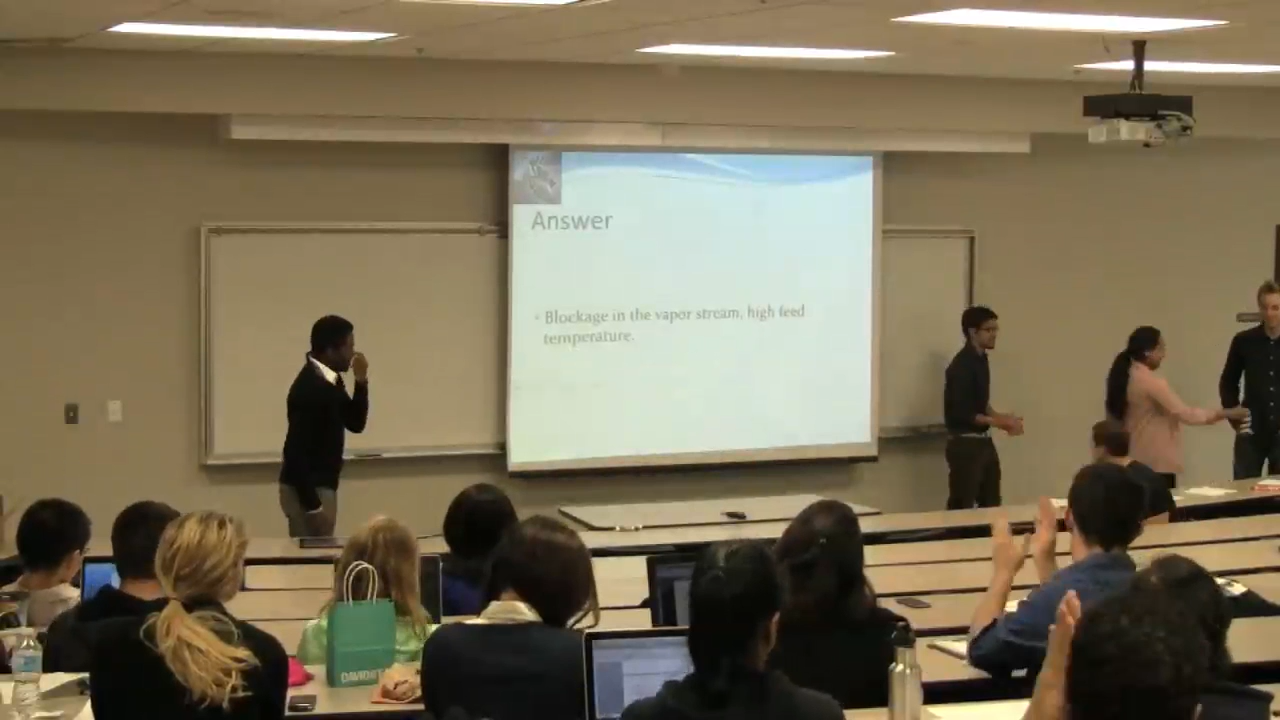 Answer
• Blockage in the vapor stream, high feed
temperature.